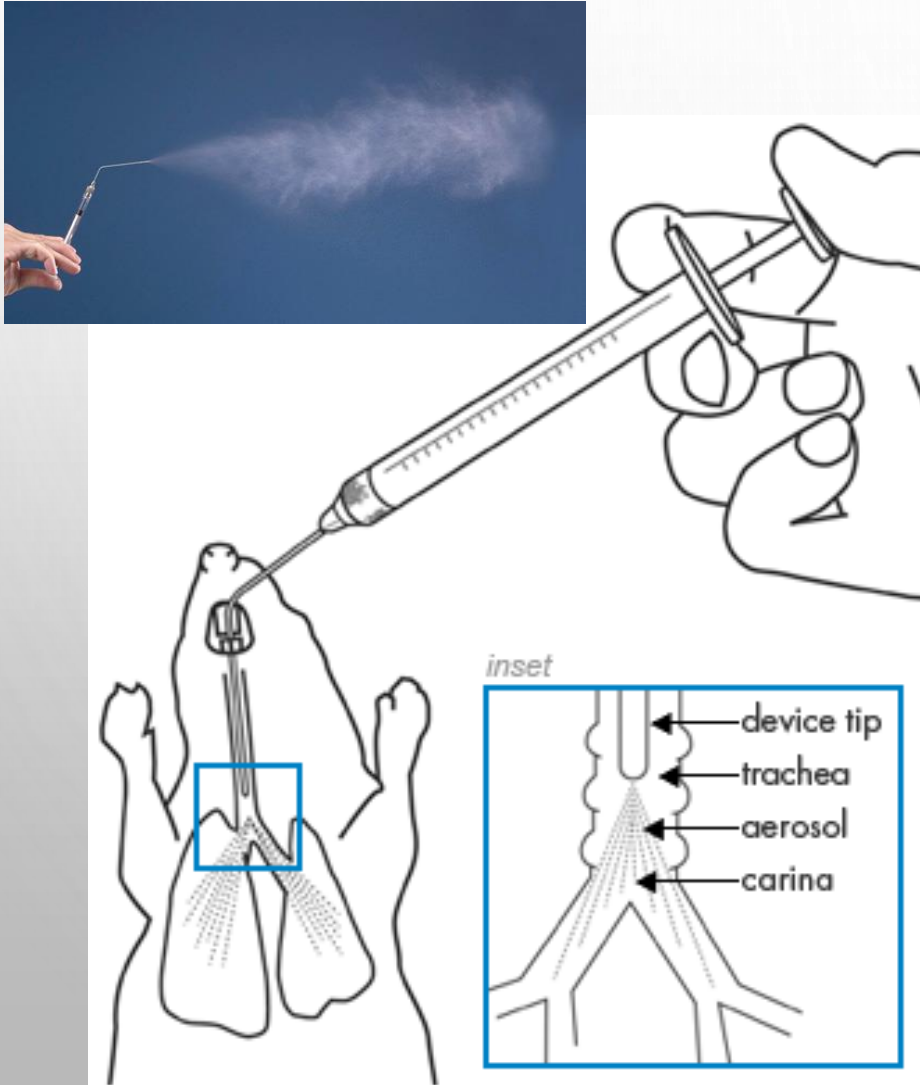 inset
device tip
trachea
aerosol
carina